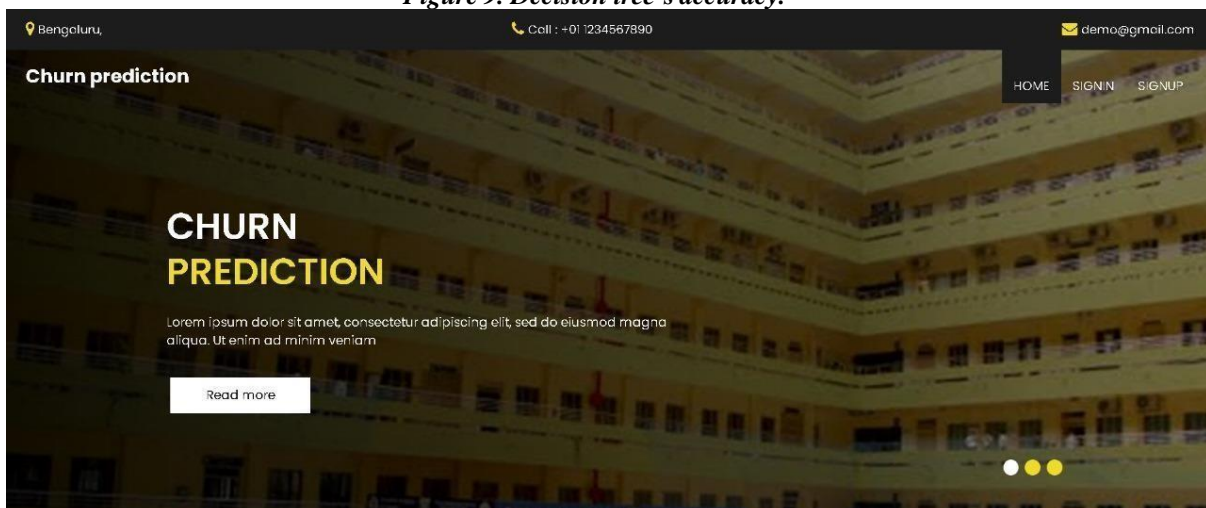 Figure 9. Decision tree's accuracy.
Bengaluru,
Call : +01 1234567890
demo@gmail.com
Churn prediction
HOME SIGNIN SIGNUP
CHURN
PREDICTION
Lorem ipsum dolor sit amet, consectetur adipiscing elit, sed do eiusmod magna
aliqua. Ut enim ad minim veniam
Read more